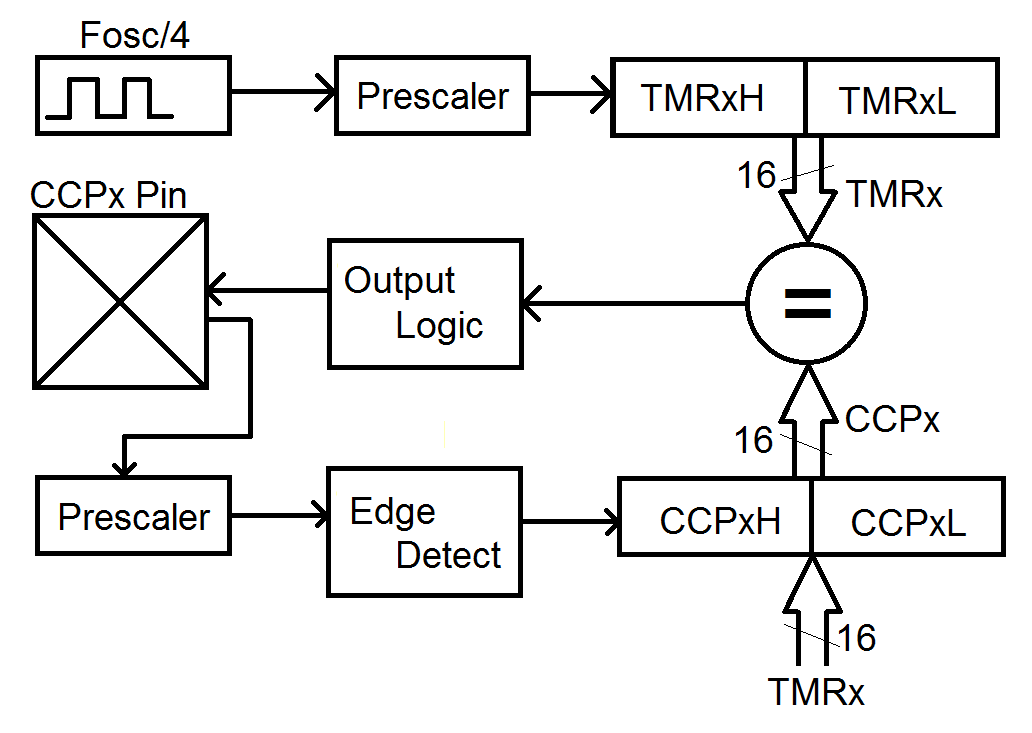 Fosc/4
Prescaler
TMRxH
TMRxL
16
TMRx
CCPx Pin
Output
Logic
=
CCPx
16
Prescaler
Edge
Detect
CCPxH
CCPxL
16
TMRx